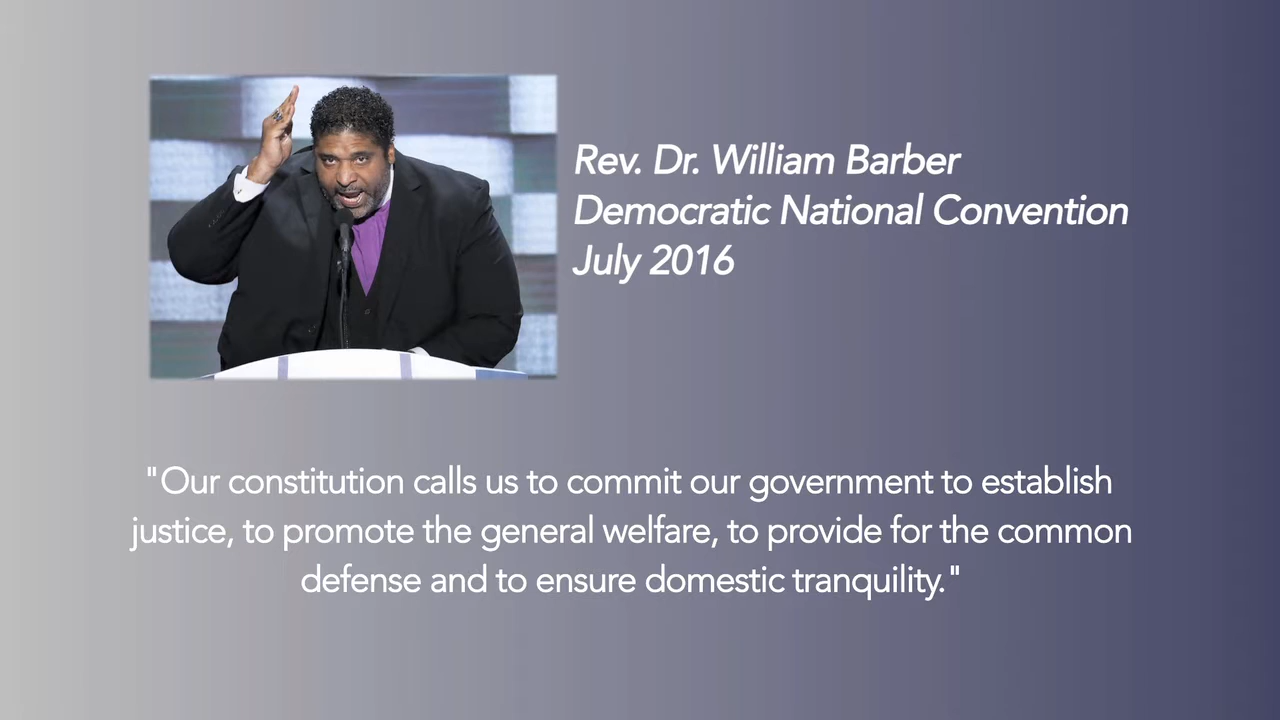 Rev. Dr. William Barber
Democratic National Convention
July 2016
"Our constitution calls us to commit our government to establish
justice, to promote the general welfare, to provide for the common
defense and to ensure domestic tranquility."